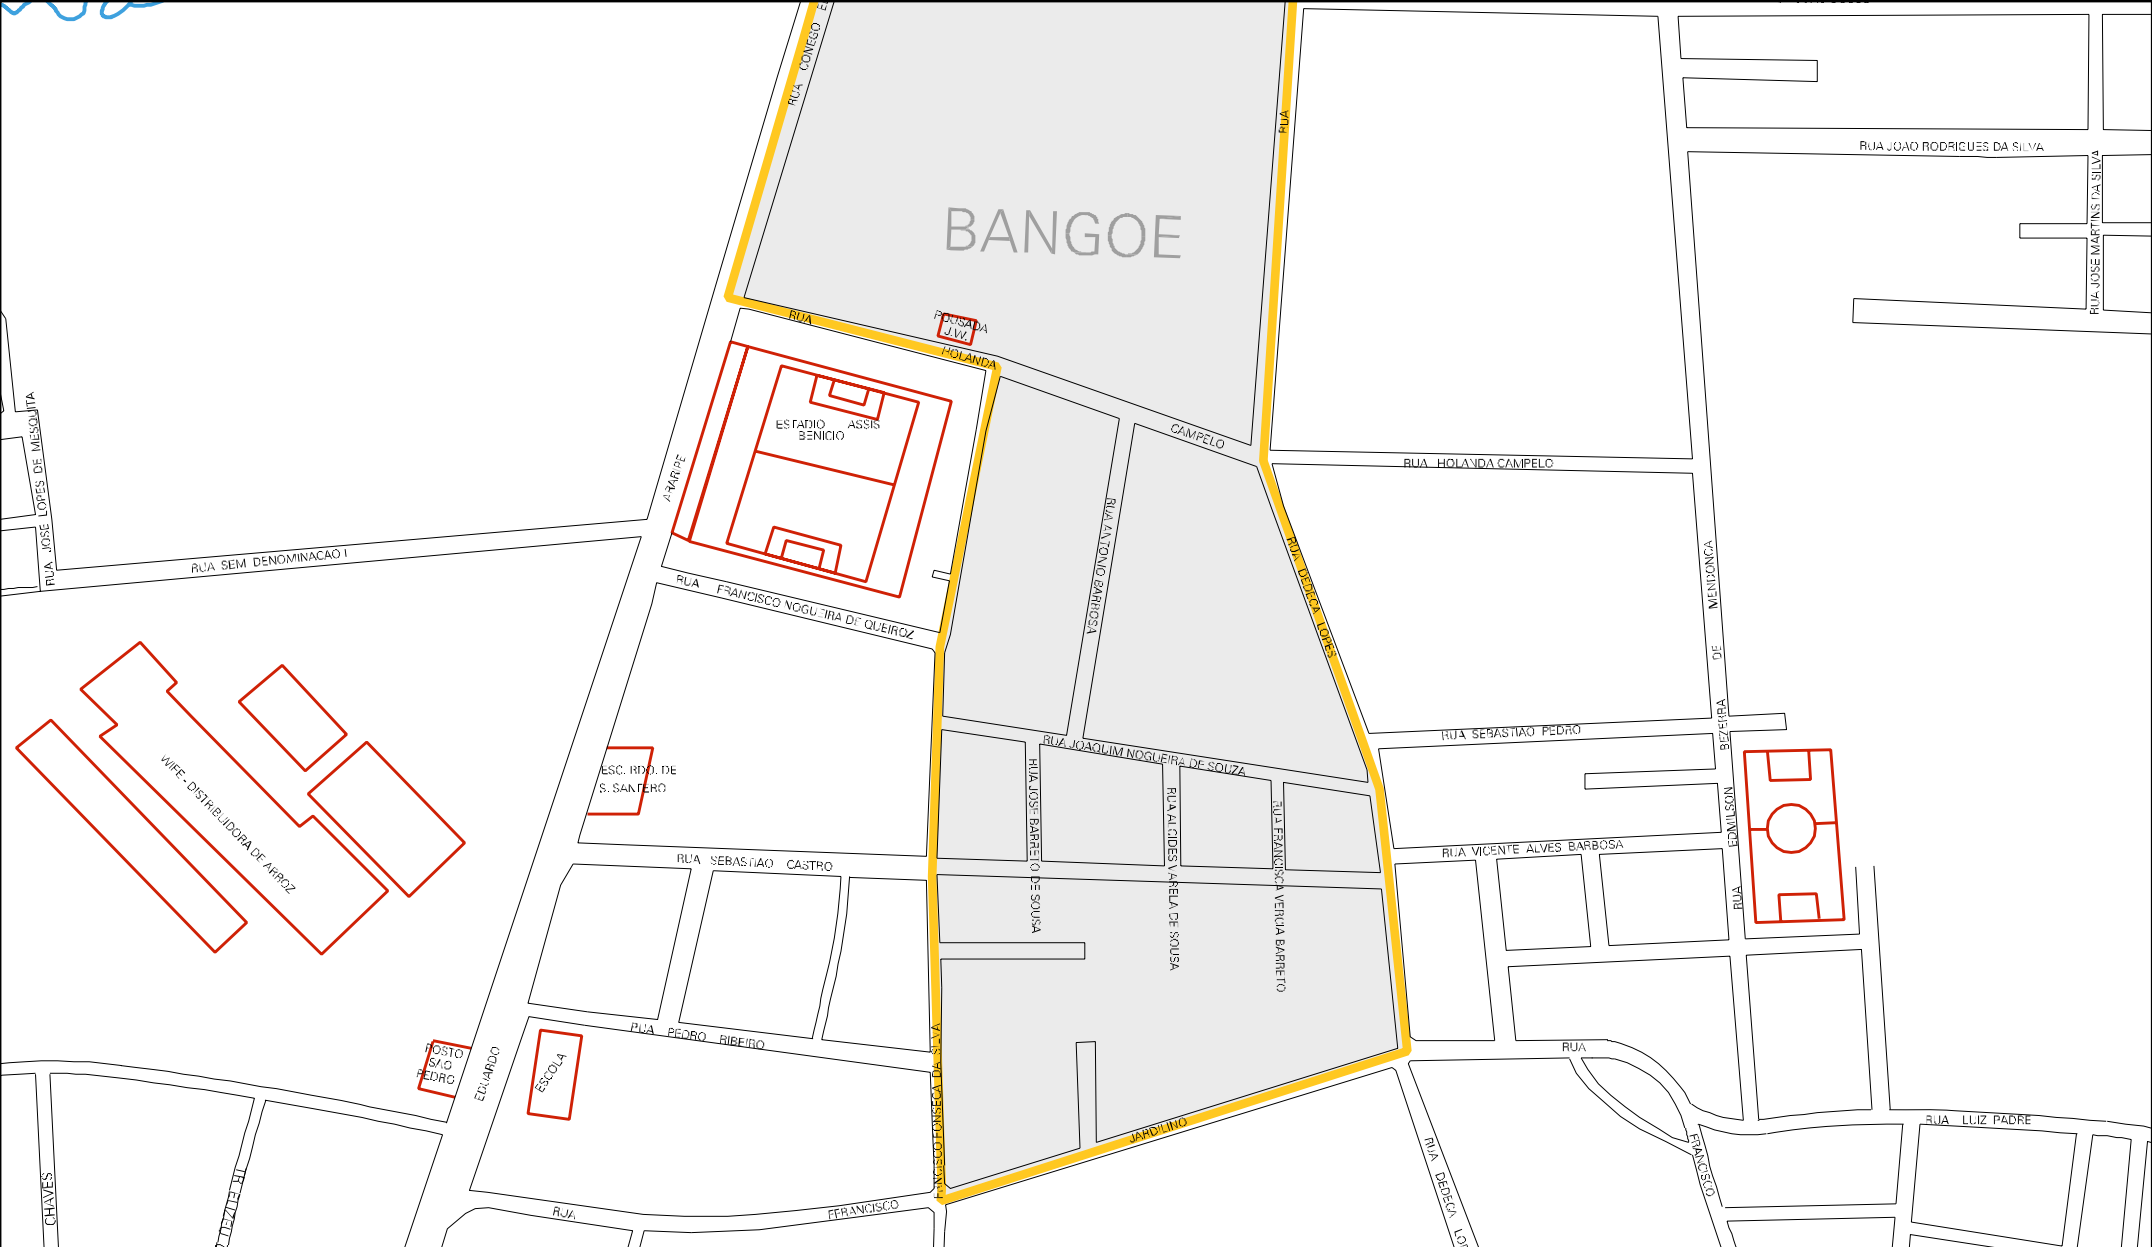 RUA CONEGO
RUA
RUA JOAO RODRIGUES DA SILVA
RUA JOSE MARTINS DA SILVA
BANGOE
RUA HOLANDA CAMPELO
POUSADA
J.W.
ESTADIO ASSIS
BENICIO
ARARIPE
RUA HOLANDA CAMPELO
RUA JOSE LOPES DE MESQUITA
RUA SEM DENOMINACAO I
RUA FRANCISCO NOGUEIRA DE QUEIROZ
RUA ANTONIO BARBOSA
RUA DEDECA LOPES
RUA EDMILSON BEZERRA DE MENDONCA
RUA SEBASTIAO PEDRO
RUA JOAQUIM NOGUEIRA DE SOUZA
WIFE - DISTRIBUIDORA DE ARROZ
ESC. RDO. DE
S. SANTERO
RUA JOSE BARRETO DE SOUSA
RUA ALCIDES VARELA DE SOUSA
RUA FRANCISCA VERCIA BARRETO
RUA VICENTE ALVES BARBOSA
RUA SEBASTIAO CASTRO
RUA PEDRO RIBEIRO
POSTO
SAO
PEDRO
EDUARDO
ESCOLA
FRANCISCO FONSECA DA SILVA
JARDILINO
RUA
RUA LUIZ PADRE
RUA DEDECA
FRANCISCO
CHAVES
TR. ELIZEU
RUA FFRANCISCO